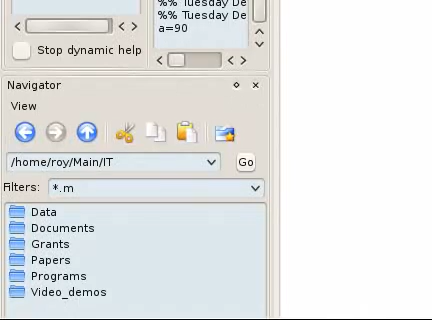 %% Tuesday De
%% Tuesday De
a=90
Stop dynamic help
Navigator
View
/home/roy/Main/IT
Go
Filters:
*.m
Data
Documents
Grants
Papers
Programs
Video_demos